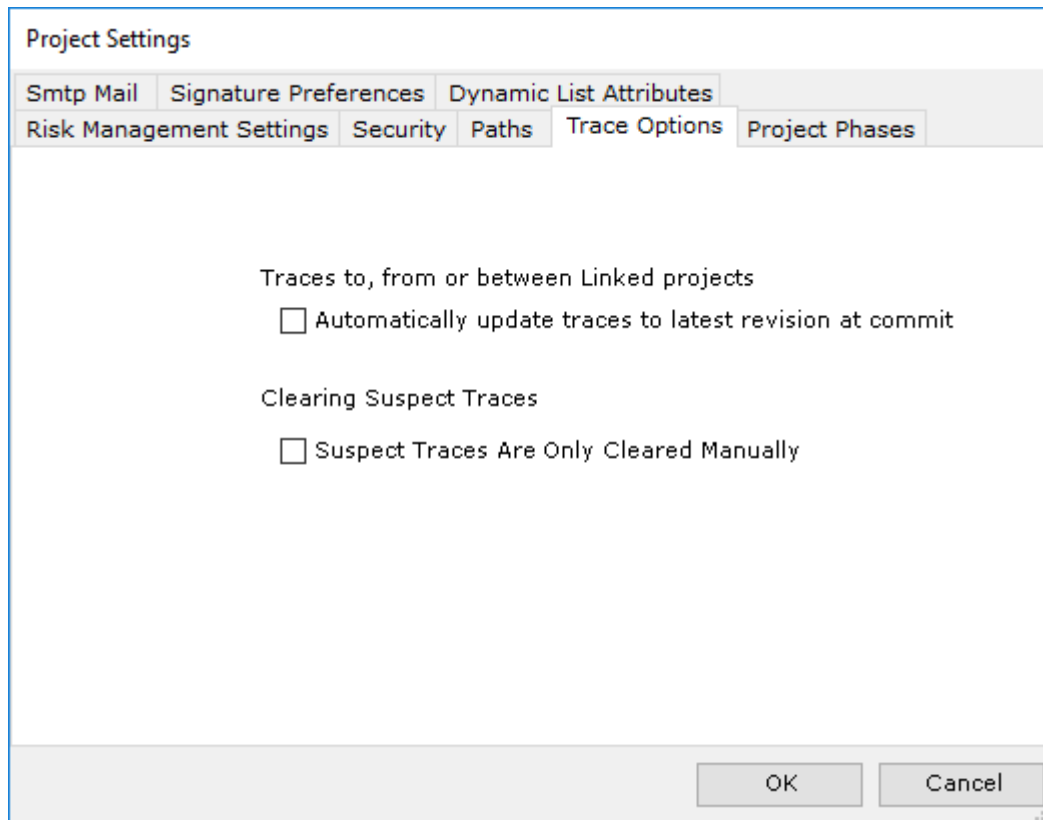 Project Settings
Smtp Mail Signature Preferences Dynamic List Attributes
Risk Management Settings Security Paths Trace Options Project Phases
Traces to, from or between Linked projects
Automatically update traces to latest revision at commit
Clearing Suspect Traces
Suspect Traces Are Only Cleared Manually
OK Cancel